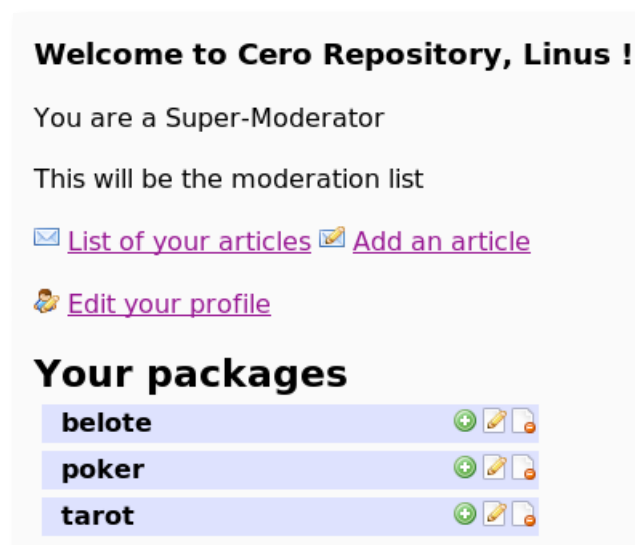 Welcome to Cero Repository, Linus !
You are a Super-Moderator
This will be the moderation list
List of your articles Add an article
Edit your profile
Your packages
belote
poker
tarot